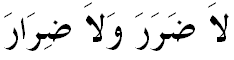 لاَ ضَرَرَ وَلاَ ضِرَارَ